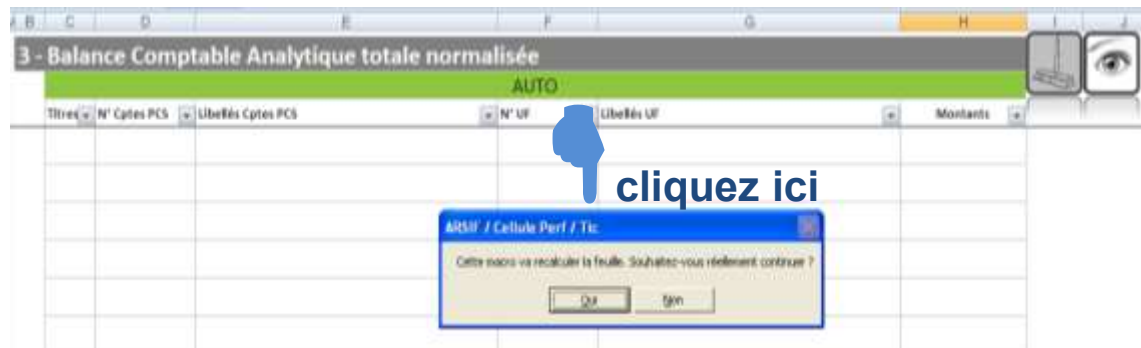 B C D E F G H I J
3 - Balance Comptable Analytique totale normalisée
AUTO
Titres N° Cptes PCS Libellés Cptes PCS N° UF Libellés UF Montants
cliquez ici
ARSIF / Cellule Perf / Tic
Cette macro va recalculer la feuille. Souhaitez-vous réellement continuer ?
Oui Non